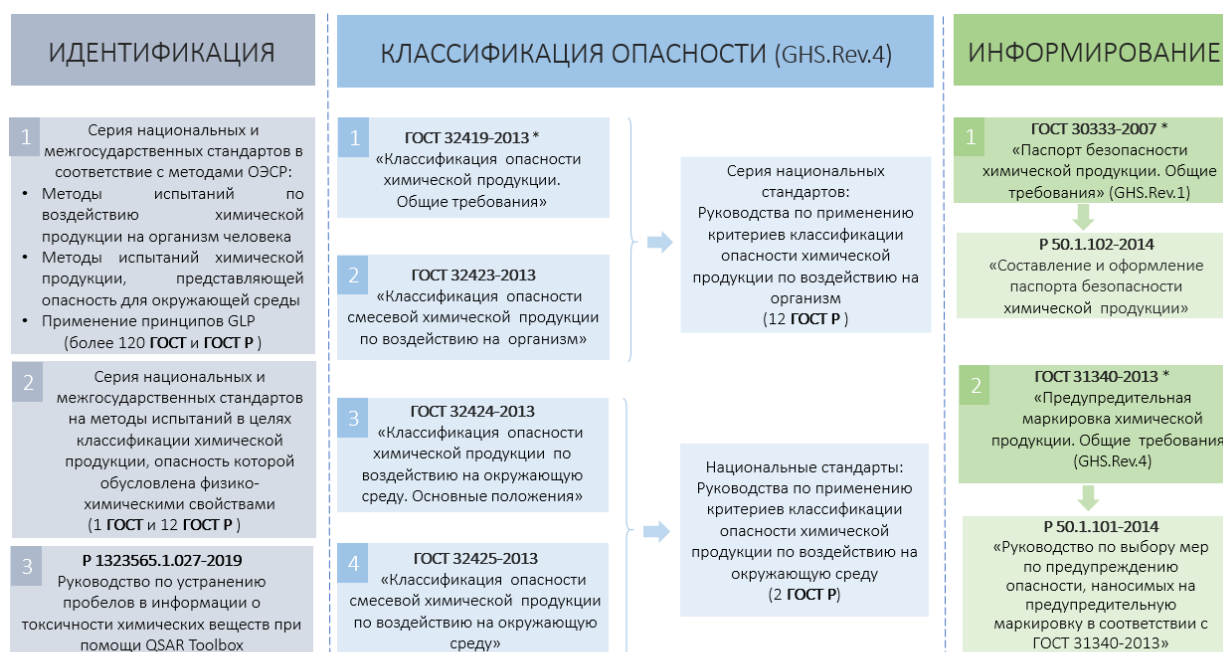 ИДЕНТИФИКАЦИЯ
1
Серия национальных и
межгосударственных стандартов в
соответствие с методами ОЭСР:
• Методы испытаний по
воздействию химической
продукции на организм человека
• Методы испытаний химической
продукции, представляющей
опасность для окружающей среды
• Применение принципов GLP
(более 120 ГОСТ и ГОСТ Р )
2
Серия национальных и
межгосударственных стандартов
на методы испытаний в целях
классификации химической
продукции, опасность которой
обусловлена физико-
химическими свойствами
(1 ГОСТ и 12 ГОСТ Р )
3
Р 1323565.1.027-2019
Руководство по устранению
пробелов в информации о
токсичности химических веществ при
помощи QSAR Toolbox
КЛАССИФИКАЦИЯ ОПАСНОСТИ (GHS.Rev.4)
1
ГОСТ 32419-2013 *
«Классификация опасности
химической продукции.
Общие требования»
2
ГОСТ 32423-2013
«Классификация опасности
смесевой химической продукции
по воздействию на организм»
Серия национальных
стандартов:
Руководства по применению
критериев классификации
опасности химической
продукции по воздействию на
организм
(12 ГОСТ Р )
3
ГОСТ 32424-2013
«Классификация опасности
химической продукции по
воздействию на окружающую
среду. Основные положения»
4
ГОСТ 32425-2013
«Классификация опасности
смесевой химической продукции
по воздействию на окружающую
среду»
Национальные стандарты:
Руководства по применению
критериев классификации
опасности химической
продукции по воздействию на
окружающую среду
(2 ГОСТ Р)
ИНФОРМИРОВАНИЕ
1
ГОСТ 30333-2007 *
«Паспорт безопасности
химической продукции. Общие
требования» (GHS.Rev.1)
Р 50.1.102-2014
«Составление и оформление
паспорта безопасности
химической продукции»
2
ГОСТ 31340-2013 *
«Предупредительная
маркировка химической
продукции. Общие требования
(GHS.Rev.4)
Р 50.1.101-2014
«Руководство по выбору мер
по предупреждению
опасности, наносимых на
предупредительную
маркировку в соответствии с
ГОСТ 31340-2013»